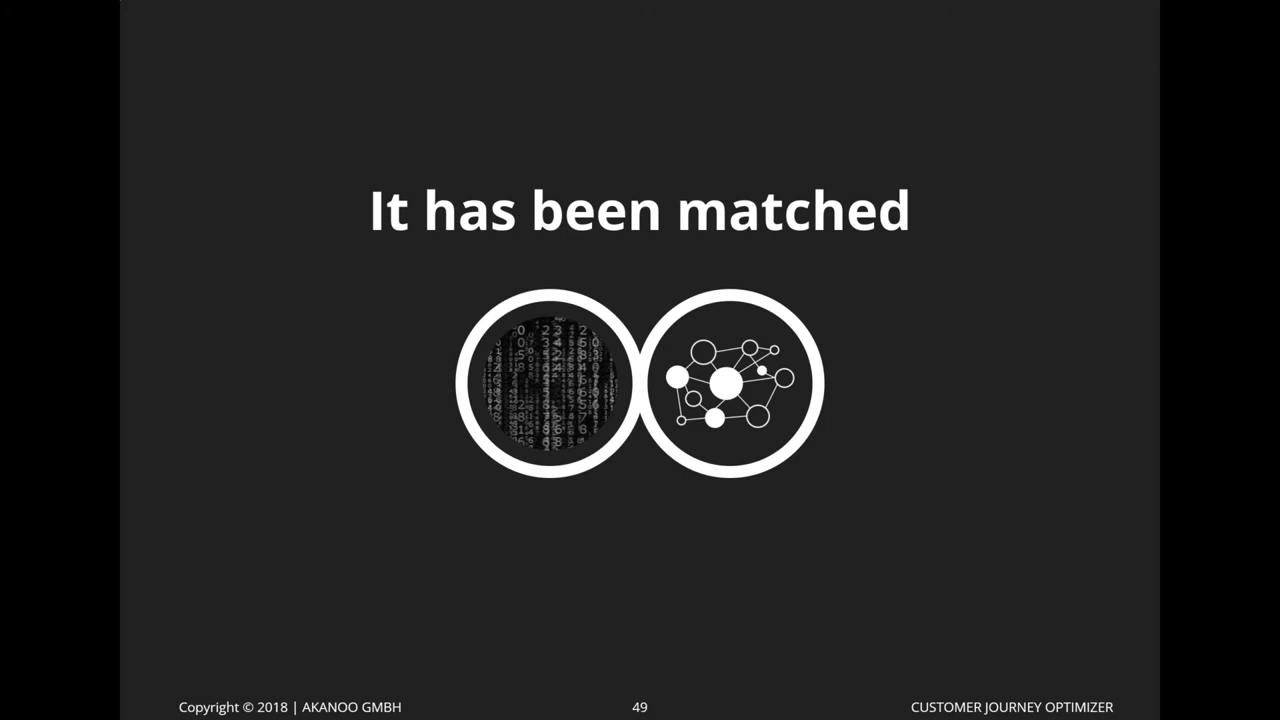 It has been matched
Copyright © 2018 | AKANOO GMBH
49
CUSTOMER JOURNEY OPTIMIZER